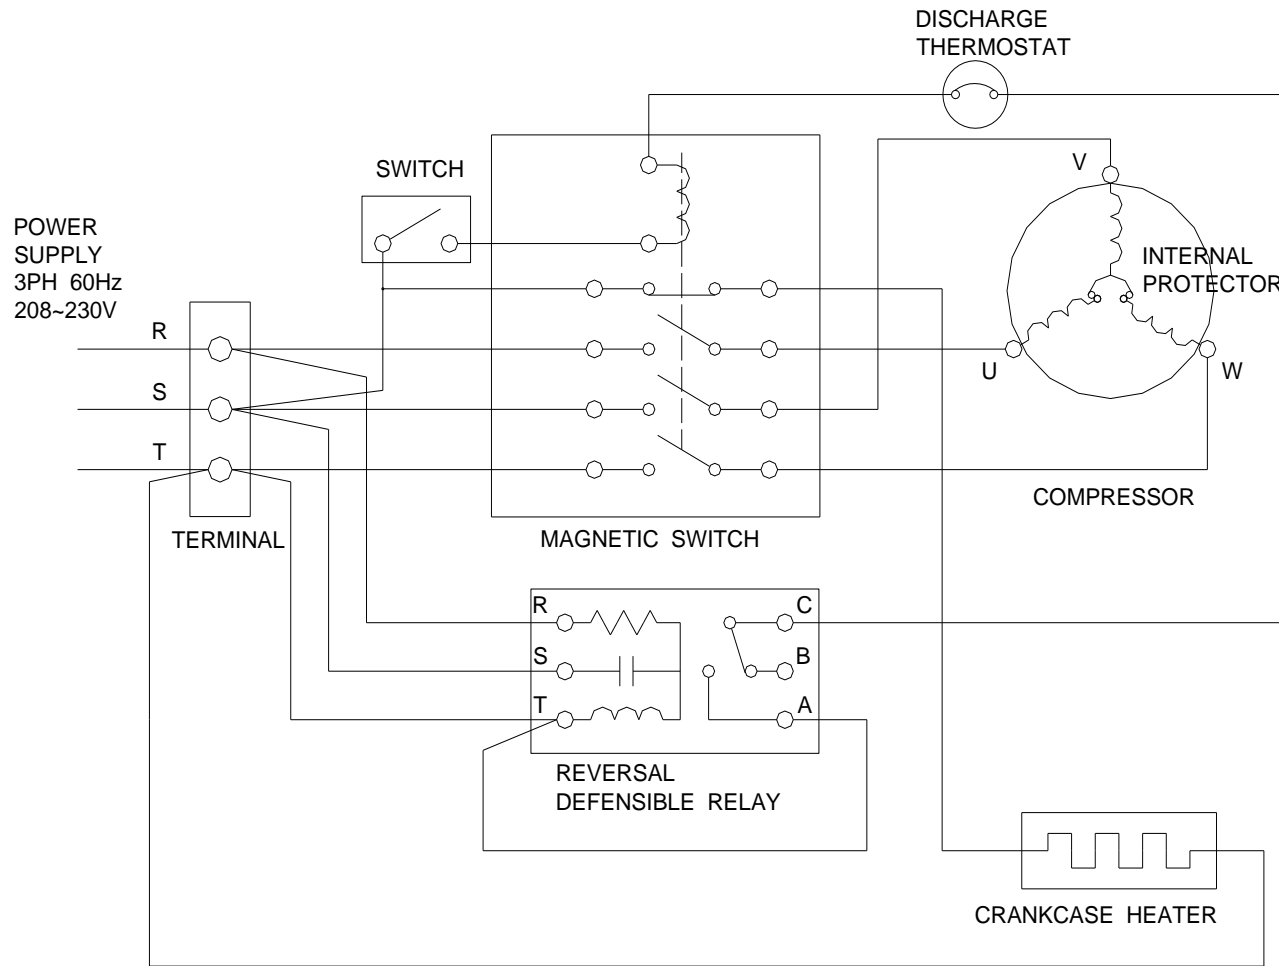 DISCHARGE
THERMOSTAT
SWITCH
V
POWER
SUPPLY
3PH 60Hz
208~230V
INTERNAL
PROTECTOR
R
U
W
S
T
COMPRESSOR
TERMINAL
MAGNETIC SWITCH
R
C
S
B
T
A
REVERSAL
DEFENSIBLE RELAY
CRANKCASE HEATER